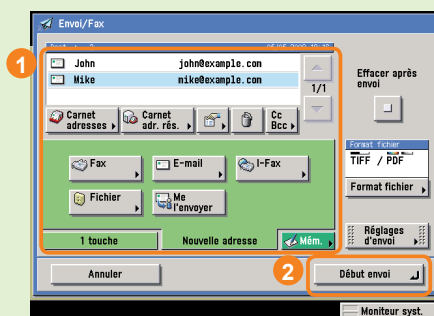 Envoi/Fax
1
John john@example.com
Mike mike@example.com
1/1
Effacer après
envoi
Carnet
adresses
Carnet
adr. rés.
Cc
Bcc
Format fichier
TIFF / PDF
Format fichier
Fax
E-mail
I-Fax
Fichier
Me
l'envoyer
Réglages
d'envoi
1 touche
Nouvelle adresse
Mém.
2
Annuler
Début envoi
Moniteur syst.